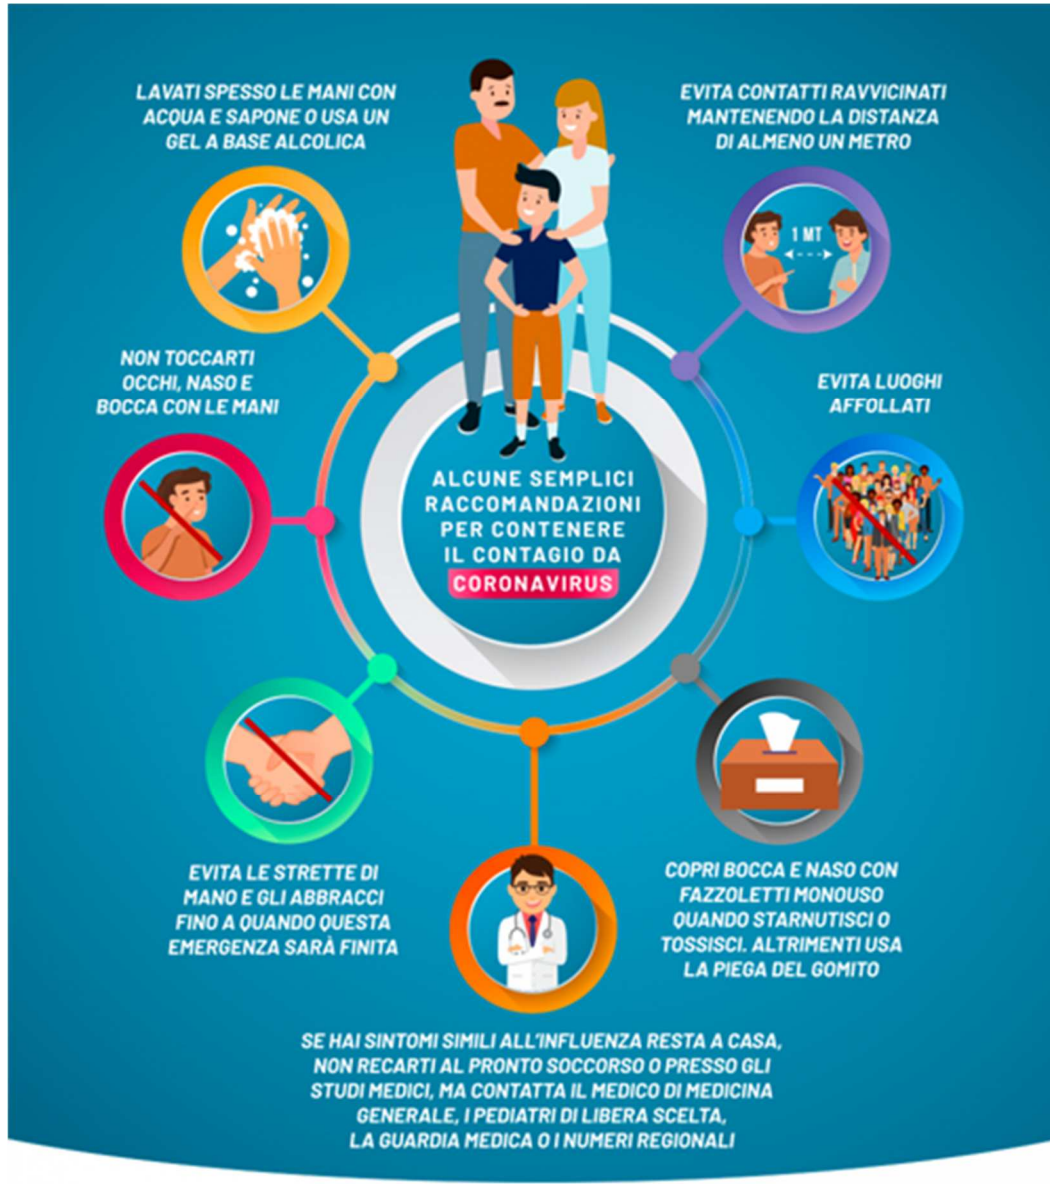 LAVATI SPESSO LE MANI CON
ACQUA E SAPONE O USA UN
GEL A BASE ALCOLICA
EVITA CONTATTI RAVVICINATI
MANTENENDO LA DISTANZA
DI ALMENO UN METRO
1 MT
NON TOCCARTI
OCCHI, NASO E
BOCCA CON LE MANI
EVITA LUOGHI
AFFOLLATI
ALCUNE SEMPLICI
RACCOMANDAZIONI
PER CONTENERE
IL CONTAGIO DA
CORONAVIRUS
EVITA LE STRETTE DI
MANO E GLI ABBRACCI
FINO A QUANDO QUESTA
EMERGENZA SARÀ FINITA
COPRI BOCCA E NASO CON
FAZZOLETTI MONOUSO
QUANDO STARNUTISCI O
TOSSISCI. ALTRIMENTI USA
LA PIEGA DEL GOMITO
SE HAI SINTOMI SIMILI ALL'INFLUENZA RESTA A CASA,
NON RECARTI AL PRONTO SOCCORSO O PRESSO GLI
STUDI MEDICI, MA CONTATTA IL MEDICO DI MEDICINA
GENERALE, I PEDIATRI DI LIBERA SCELTA,
LA GUARDIA MEDICA O I NUMERI REGIONALI